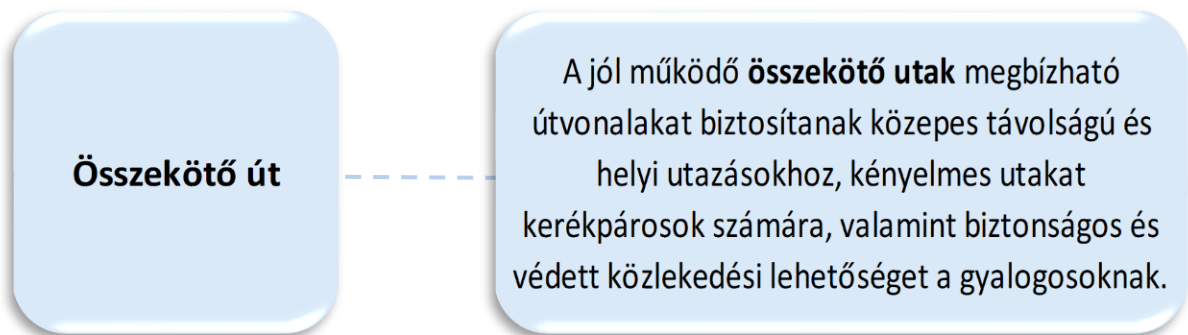 Összekötő út
A jól működő összekötő utak megbízható
útvonalakat biztosítanak közepes távolságú és
helyi utazásokhoz, kényelmes utakat
kerékpárosok számára, valamint biztonságos és
védett közlekedési lehetőséget a gyalogosoknak.